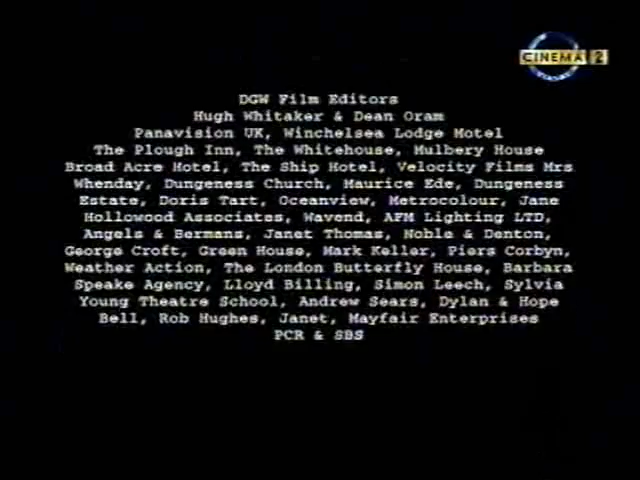 CINEMA 2
DGW Film Editors
Hugh Whitaker & Dean Oram
Panavision UK, Winchelsea Lodge Motel
The Plough Inn, The Whitehouse, Mulbery House
Broad Acre Hotel, The Ship Hotel, Velocity Films Mrs
Whenday, Dungeness Church, Maurice Ede, Dungeness
Estate, Doris Tart, Oceanview, Metrocolour, Jane
Hollowood Associates, Wavend, AFM Lighting LTD,
Angels & Bermans, Janet Thomas, Noble & Denton,
George Croft, Green House, Mark Keller, Piers Corbyn,
Weather Action, The London Butterfly House, Barbara
Speake Agency, Lloyd Billing, Simon Leech, Sylvia
Young Theatre School, Andrew Sears, Dylan & Hope
Bell, Rob Hughes, Janet, Mayfair Enterprises
PCR & SBS